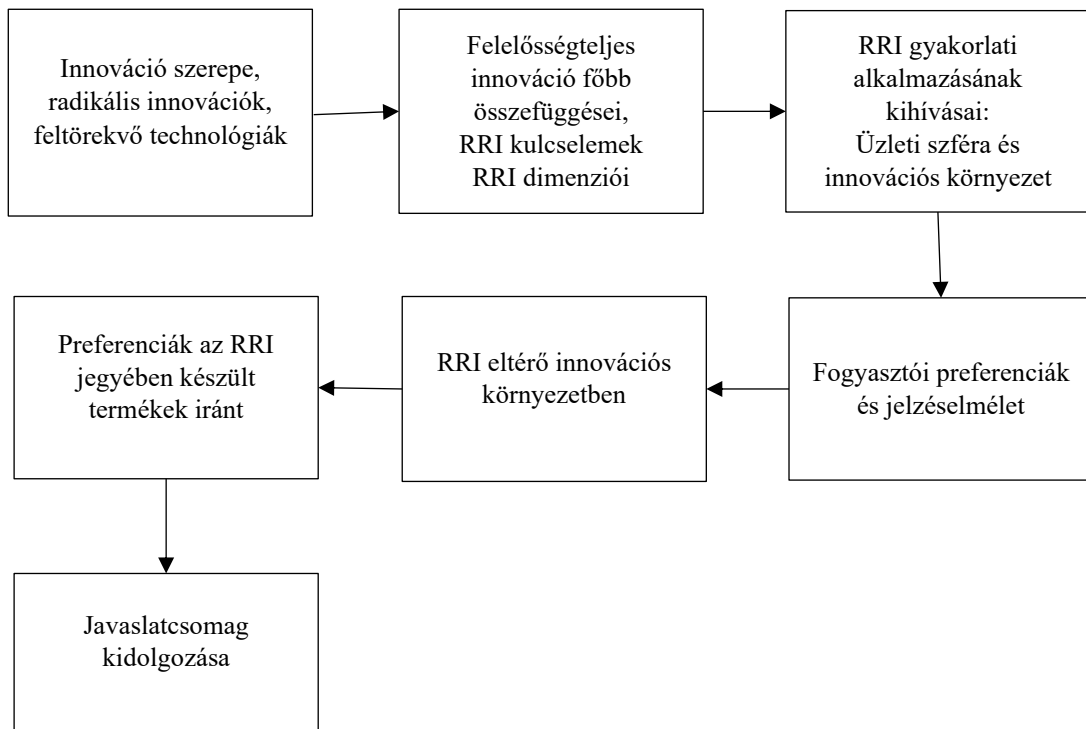 Innováció szerepe,
radikális innovációk,
feltörekvő technológiák
Felelősségteljes
innováció főbb
összefüggései,
RRI kulcselemek
RRI dimenziói
RRI gyakorlati
alkalmazásának
kihívásai:
Üzleti szféra és
innovációs környezet
Fogyasztói preferenciák
és jelzéselmélet
RRI eltérő innovációs
környezetben
Preferenciák az RRI
jegyében készült
termékek iránt
Javaslatcsomag
kidolgozása